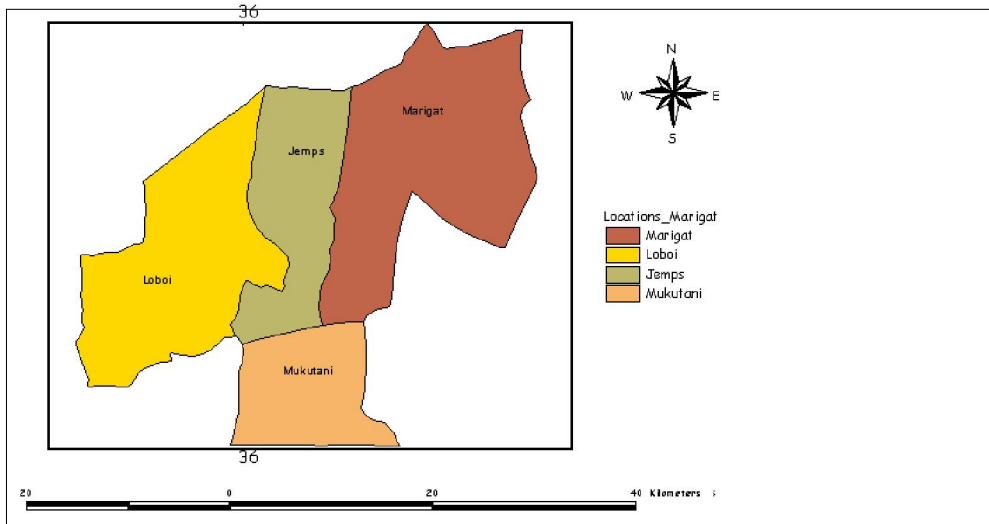 36
N
W E
S
Marigat
Jemps
Loboi
Mukutani
Locations_Marigat
Marigat
Loboi
Jemps
Mukutani
36
20 0 20 40 Kilometers